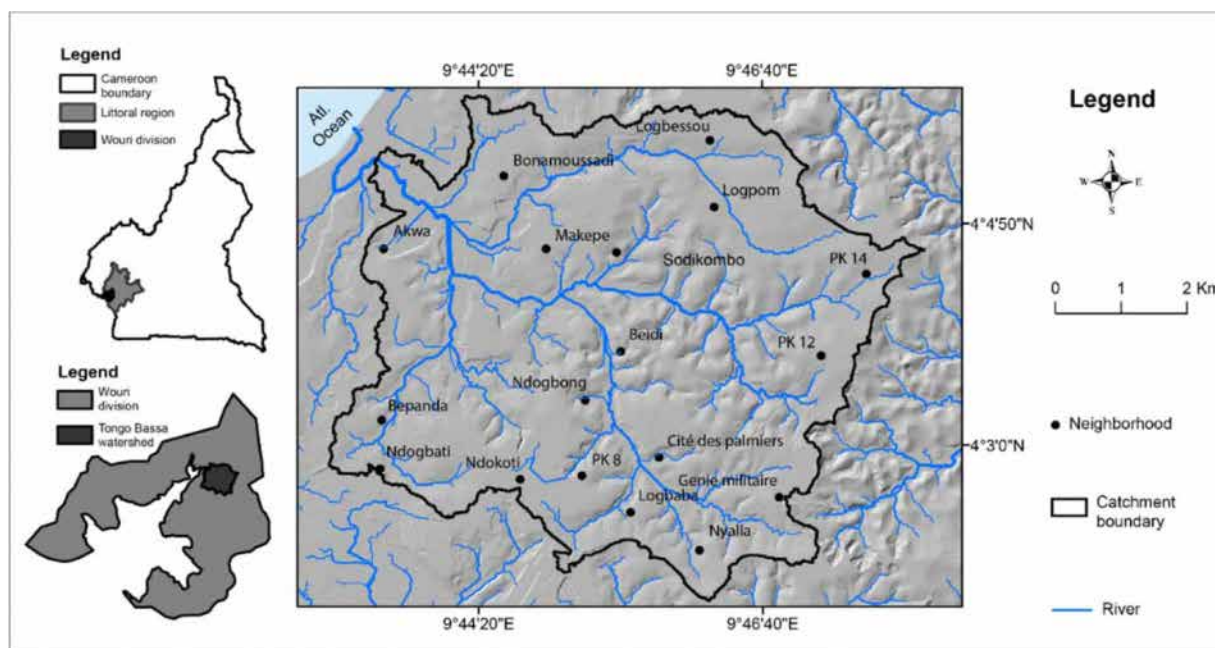 Legend
Cameroon
boundary
Littoral region
Wouri division
Legend
Wouri
division
Tongo Bassa
watershed
9°44'20"E
9°46'40"E
Atl.
Ocean
Logbessou
Bonamoussadi
Logpom
4°4'50"N
Akwa
Makepe
Sodikombo
PK 14
Beidi
PK 12
Ndogbong
Bepanda
4°3'0"N
Ndogbati
Ndokoti
PK 8
Cité des palmiers
Genie militaire
Logbaba
Nyalla
9°44'20"E
9°46'40"E
Legend
N
W
E
S
0 1 2 Km
Neighborhood
Catchment
boundary
River